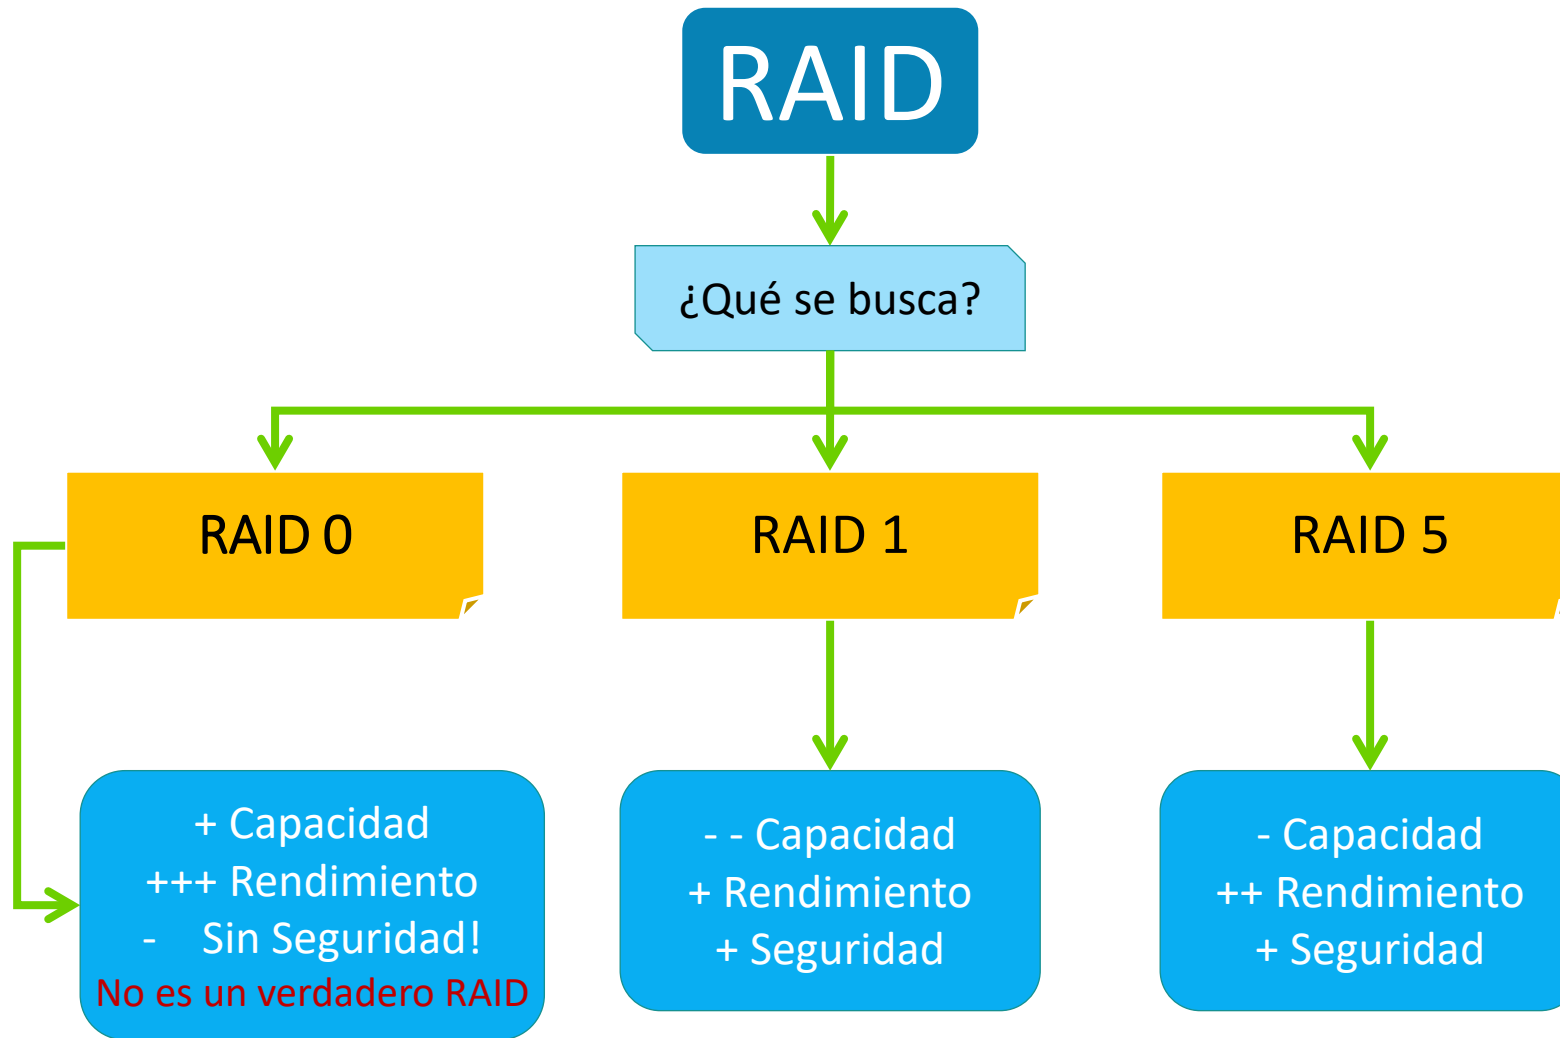 RAID
¿Qué se busca?
RAID 0
RAID 1
RAID 5
+ Capacidad
+++ Rendimiento
- Sin Seguridad!
No es un verdadero RAID
- - Capacidad
+ Rendimiento
+ Seguridad
- Capacidad
++ Rendimiento
+ Seguridad